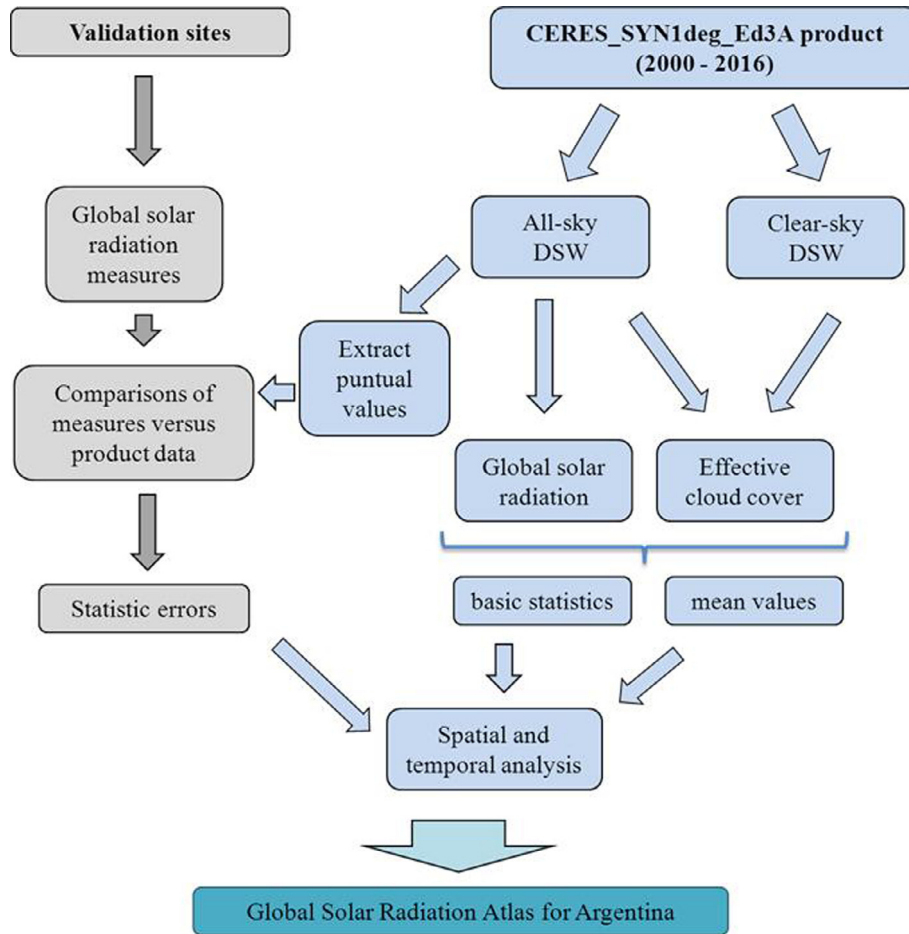 Validation sites
CERES_SYN1deg_Ed3A product
(2000 - 2016)
Global solar
radiation
measures
All-sky
DSW
Clear-sky
DSW
Extract
puntual
values
Comparisons of
measures versus
product data
Global solar
radiation
Effective
cloud cover
Statistic errors
basic statistics
mean values
Spatial and
temporal analysis
Global Solar Radiation Atlas for Argentina